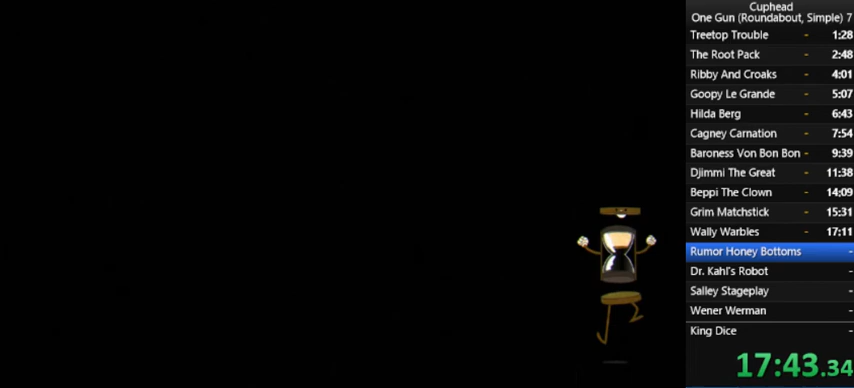 Cuphead
One Gun (Roundabout, Simple) 7
Treetop Trouble - 1:28
The Root Pack - 2:48
Ribby And Croaks - 4:01
Goopy Le Grande - 5:07
Hilda Berg - 6:43
Cagney Carnation - 7:54
Baroness Von Bon Bon - 9:39
Djimmi The Great - 11:38
Beppi The Clown - 14:09
Grim Matchstick - 15:31
Wally Warbles - 17:11
Rumor Honey Bottoms -
Dr. Kahl's Robot -
Salley Stageplay -
Wener Werman -
King Dice -
17:43.34